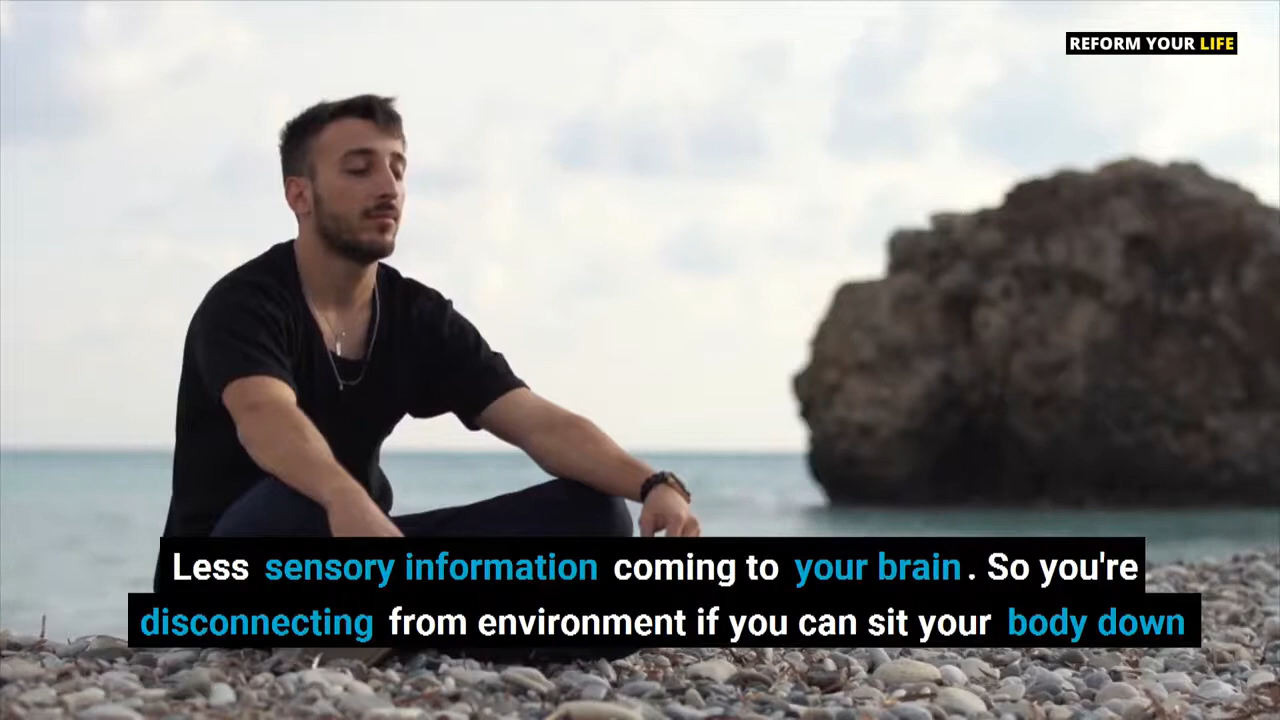 REFORM YOUR LIFE
Less sensory information coming to your brain. So you're
disconnecting from environment if you can sit your body down